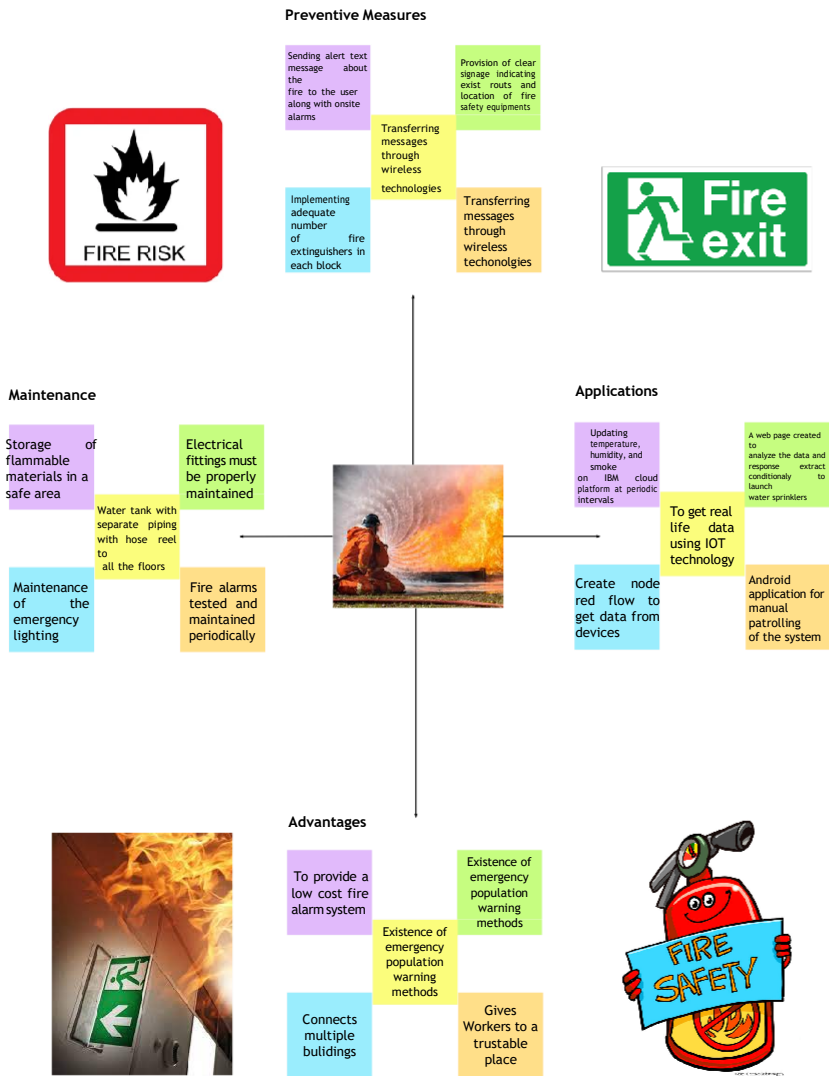 Preventive Measures
Sending alert text
message about
the
fire to the user
along with onsite
alarms
Provision of clear
signage indicating
exist routs and
location of fire
safety equipments
Transferring
messages
through
wireless
technologies
Implementing
adequate
number
of fire
extinguishers in
each block
Transferring
messages
through
wireless
techonolgies
FIRE RISK
Fire
exit
Maintenance
Storage of
flammable
materials in a
safe area
Electrical
fittings must
be properly
maintained
Water tank with
separate piping
with hose reel
to
all the floors
Maintenance
of the
emergency
lighting
Fire alarms
tested and
maintained
periodically
Applications
Updating
temperature,
humidity, and
smoke
on IBM cloud
platform at periodic
intervals
A web page created
to
analyze the data and
response extract
conditionaly to
launch
water sprinklers
To get real
life data
using IOT
technology
Create node
red flow to
get data from
devices
Android
application for
manual
patrolling
of the system
Advantages
To provide a
low cost fire
alarm system
Existence of
emergency
population
warning
methods
Existence of
emergency
population
warning
methods
Connects
multiple
bulidings
Gives
Workers to a
trustable
place
FIRE
SAFETY